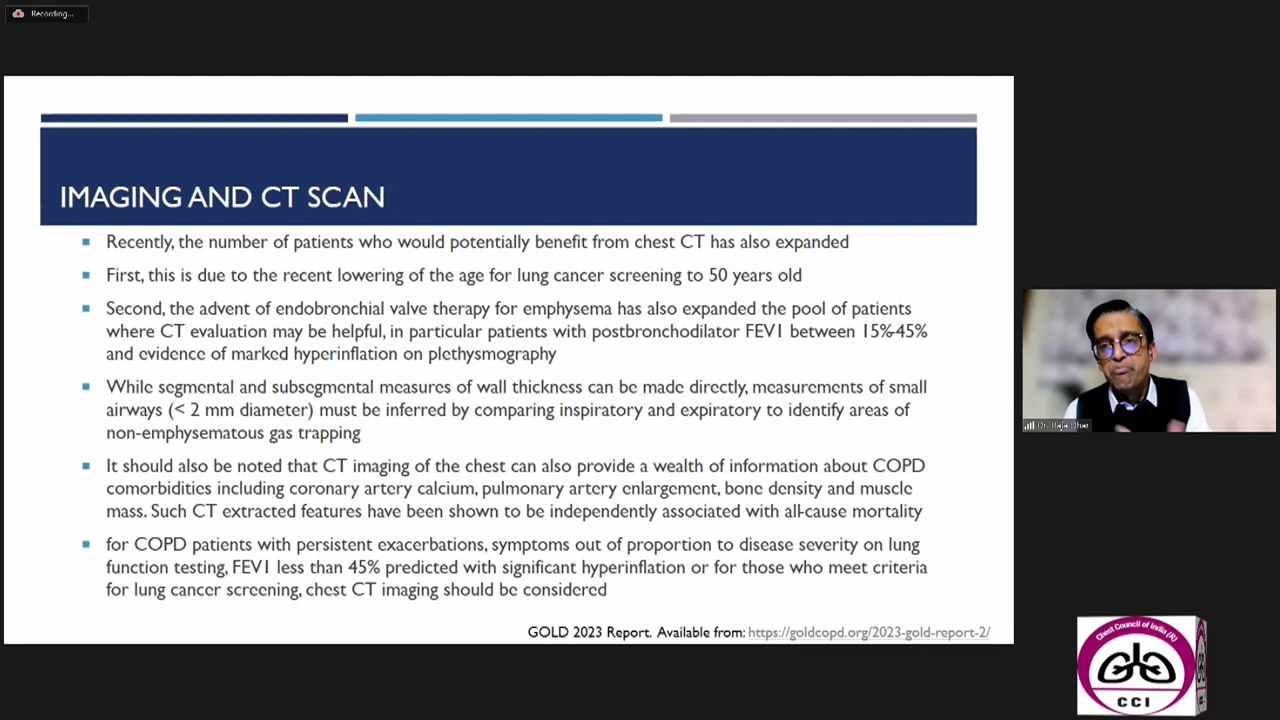 Recording...
IMAGING AND CT SCAN
Recently, the number of patients who would potentially benefit from chest CT has also expanded
First, this is due to the recent lowering of the age for lung cancer screening to 50 years old
Second, the advent of endobronchial valve therapy for emphysema has also expanded the pool of patients
where CT evaluation may be helpful, in particular patients with postbronchodilator FEV1 between 15%-45%
and evidence of marked hyperinflation on plethysmography
While segmental and subsegmental measures of wall thickness can be made directly, measurements of small
airways (< 2 mm diameter) must be inferred by comparing inspiratory and expiratory to identify areas of
non-emphysematous gas trapping
It should also be noted that CT imaging of the chest can also provide a wealth of information about COPD
comorbidities including coronary artery calcium, pulmonary artery enlargement, bone density and muscle
mass. Such CT extracted features have been shown to be independently associated with all-cause mortality
for COPD patients with persistent exacerbations, symptoms out of proportion to disease severity on lung
function testing, FEV1 less than 45% predicted with significant hyperinflation or for those who meet criteria
for lung cancer screening, chest CT imaging should be considered
GOLD 2023 Report. Available from: https://goldcopd.org/2023-gold-report-2/
Dr. Raja Dhar
Chest Council of India (R)
CCI